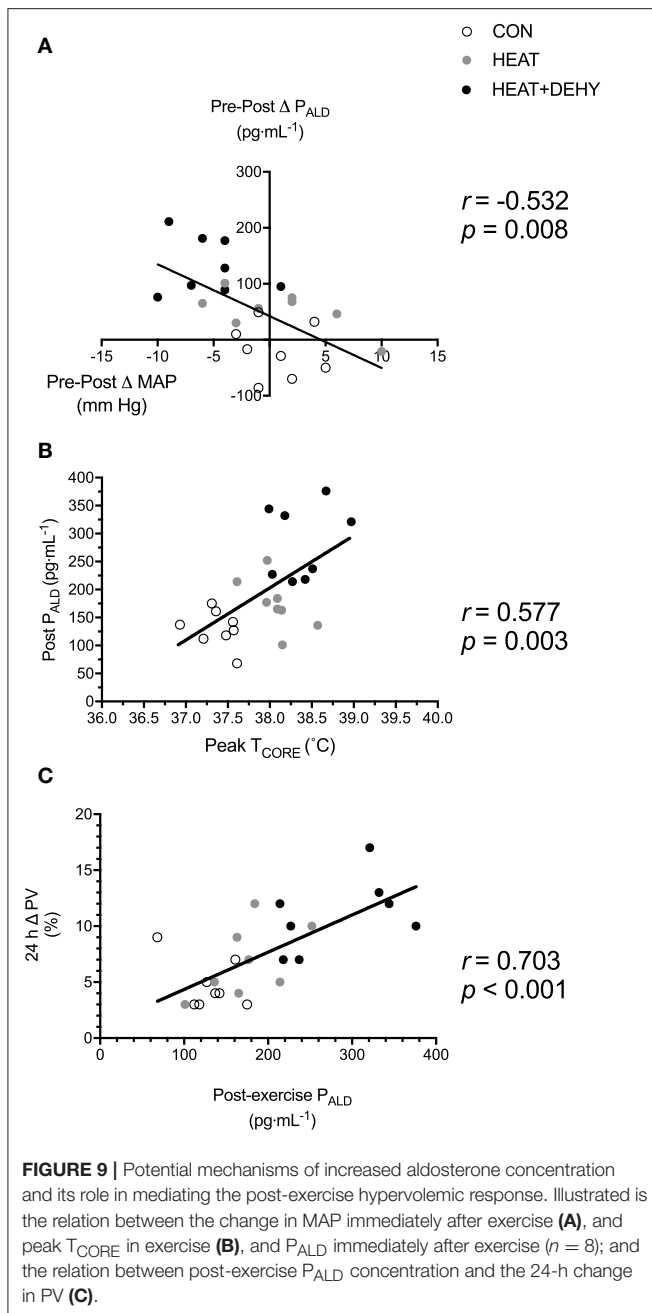 A
CON
HEAT
HEAT+DEHY
Pre-Post Δ P_ALD
(pg·mL⁻¹)
300
200
100
-100
-15 -10 -5 0 5 10 15
Pre-Post Δ MAP
(mm Hg)
r = -0.532
p = 0.008
B
400
350
300
250
200
150
100
50
0
Post P_ALD (pg·mL⁻¹)
36.0 36.5 37.0 37.5 38.0 38.5 39.0 39.5 40.0
Peak T_CORE (˚C)
r = 0.577
p = 0.003
C
20
15
10
5
0
24 h Δ PV
(%)
0 100 200 300 400
Post-exercise P_ALD
(pg·mL⁻¹)
r = 0.703
p < 0.001
FIGURE 9 | Potential mechanisms of increased aldosterone concentration
and its role in mediating the post-exercise hypervolemic response. Illustrated is
the relation between the change in MAP immediately after exercise (A), and
peak T_CORE in exercise (B), and P_ALD immediately after exercise (n = 8); and
the relation between post-exercise P_ALD concentration and the 24-h change
in PV (C).